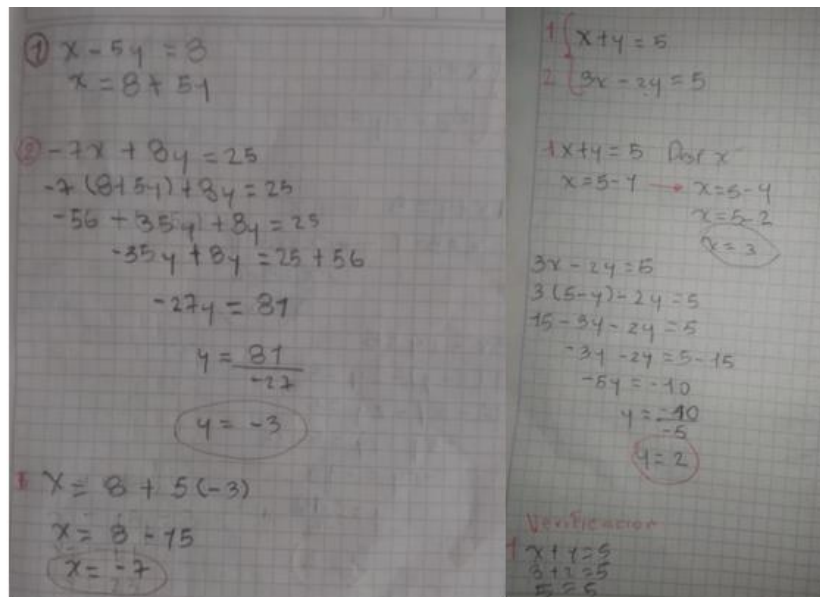 ① x - 5y = 8
x = 8 + 5y
② -7x + 8y = 25
-7 (8+5y) + 8y = 25
-56 + 35y + 8y = 25
-35y + 8y = 25 + 56
-27y = 81
y = 81
-27
y = -3
x = 8 + 5(-3)
x = 8 - 15
x = -7
1 { x + y = 5
2 { 3x - 2y = 5
1 x + y = 5 Des x
x = 5 - y → x = 5 - y
x = 5 - 2
x = 3
3x - 2y = 5
3 (5-y) - 2y = 5
15 - 3y - 2y = 5
-3y - 2y = 5 - 15
-5y = -10
y = -10
-5
y = 2
Verificacion
1 x + y = 5
3 + 2 = 5
5 = 5